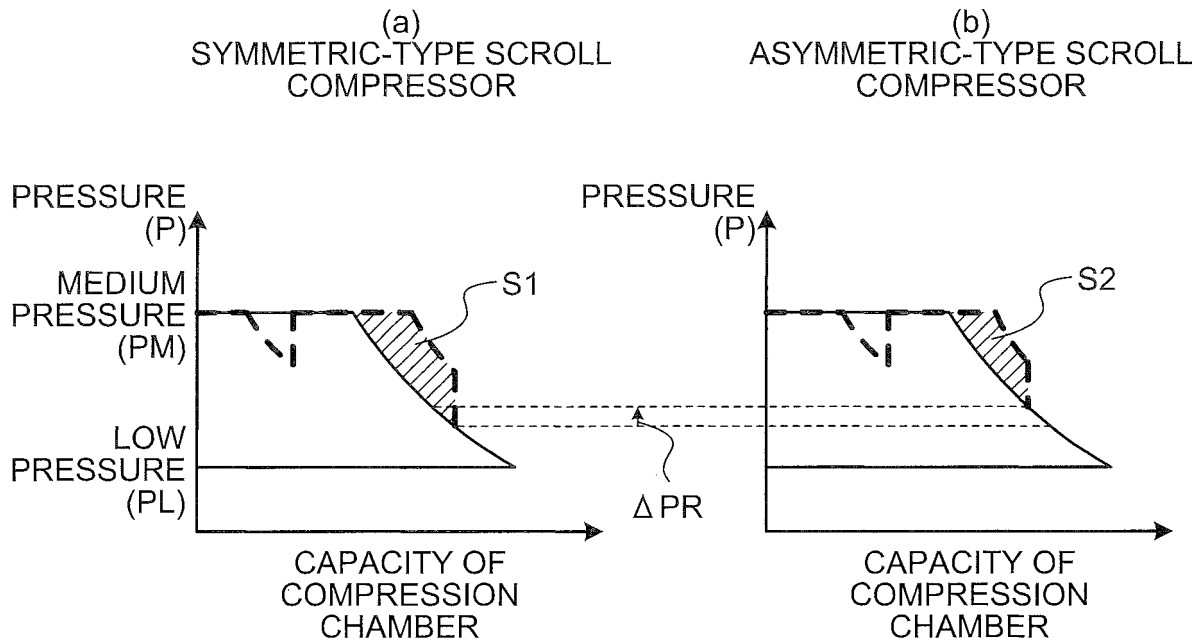 (a)
SYMMETRIC-TYPE SCROLL
COMPRESSOR
(b)
ASYMMETRIC-TYPE SCROLL
COMPRESSOR
PRESSURE
(P)
MEDIUM
PRESSURE
(PM)
LOW
PRESSURE
(PL)
S1
CAPACITY OF
COMPRESSION
CHAMBER
Δ PR
PRESSURE
(P)
S2
CAPACITY OF
COMPRESSION
CHAMBER